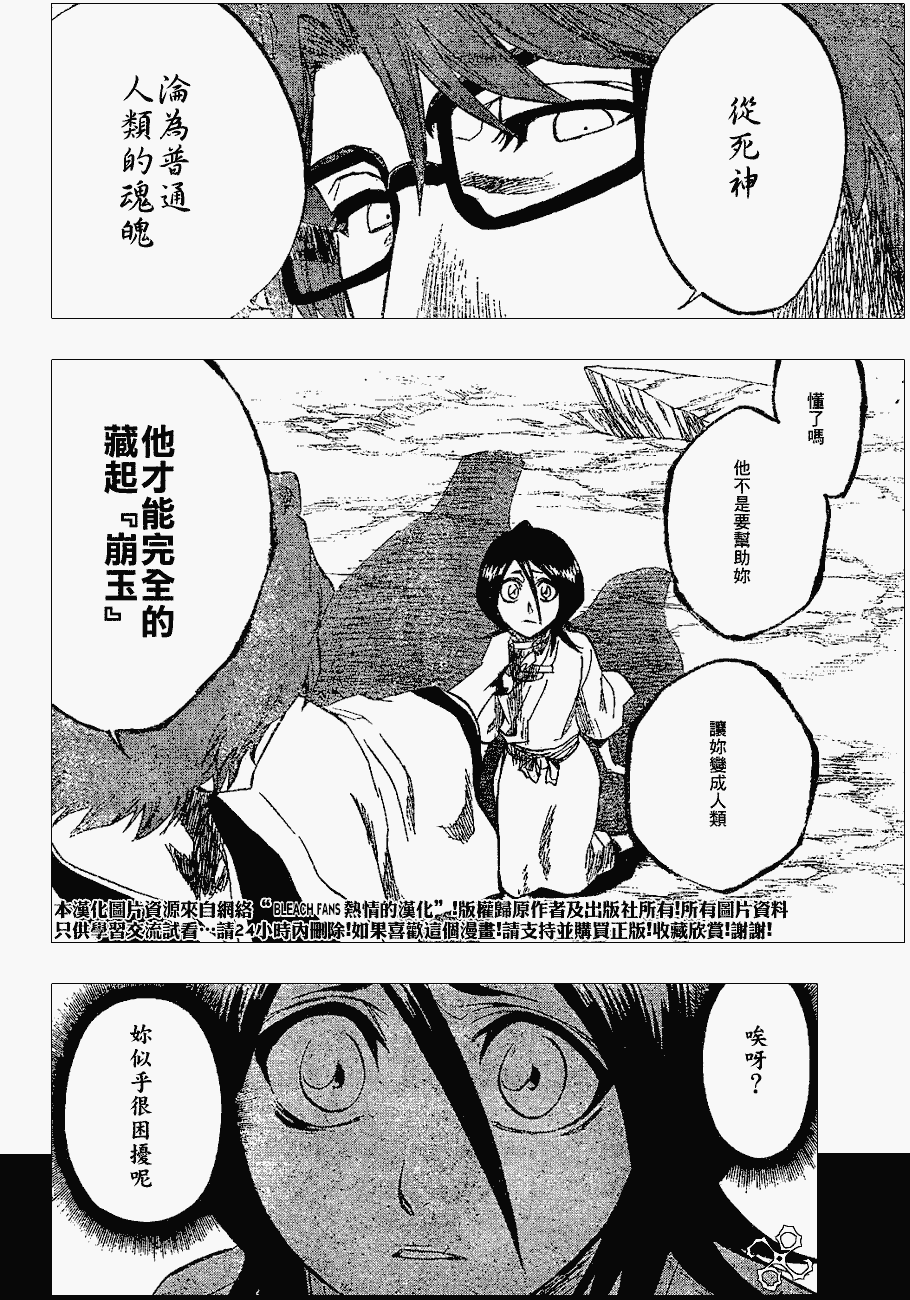 從死神
淪為普通
人類的魂魄
懂了嗎
他不是要幫助妳
讓妳變成人類
他才能完全的
藏起『崩玉』
本漢化圖片資源來自網絡“BLEACH FANS 熱情的漢化”!版權歸原作者及出版社所有!所有圖片資料
只供學習交流試看…請24小時內刪除!如果喜歡這個漫畫!請支持並購買正版!收藏欣賞!謝謝!
唉呀?
妳似乎很困擾呢